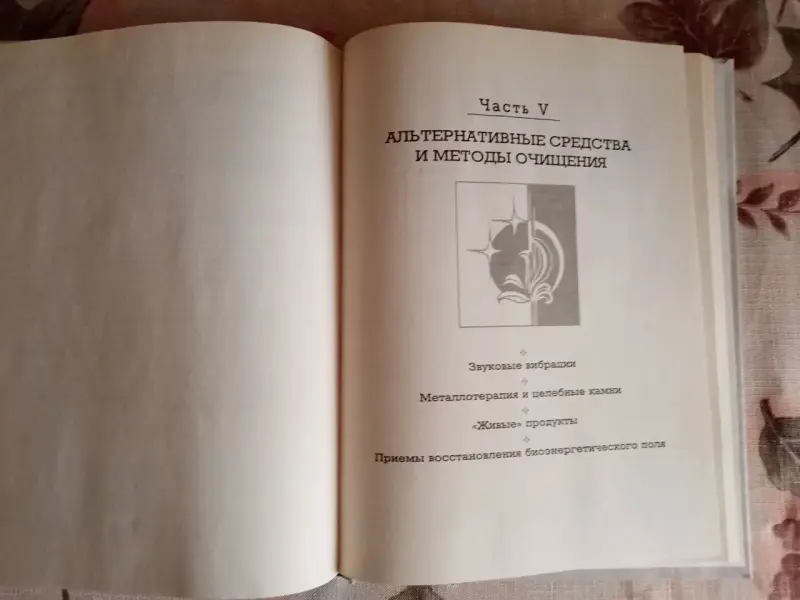 Часть V
АЛЬТЕРНАТИВНЫЕ СРЕДСТВА
И МЕТОДЫ ОЧИЩЕНИЯ
Звуковые вибрации
Металлотерапия и целебные камни
«Живые» продукты
Приемы восстановления биоэнергетического поля